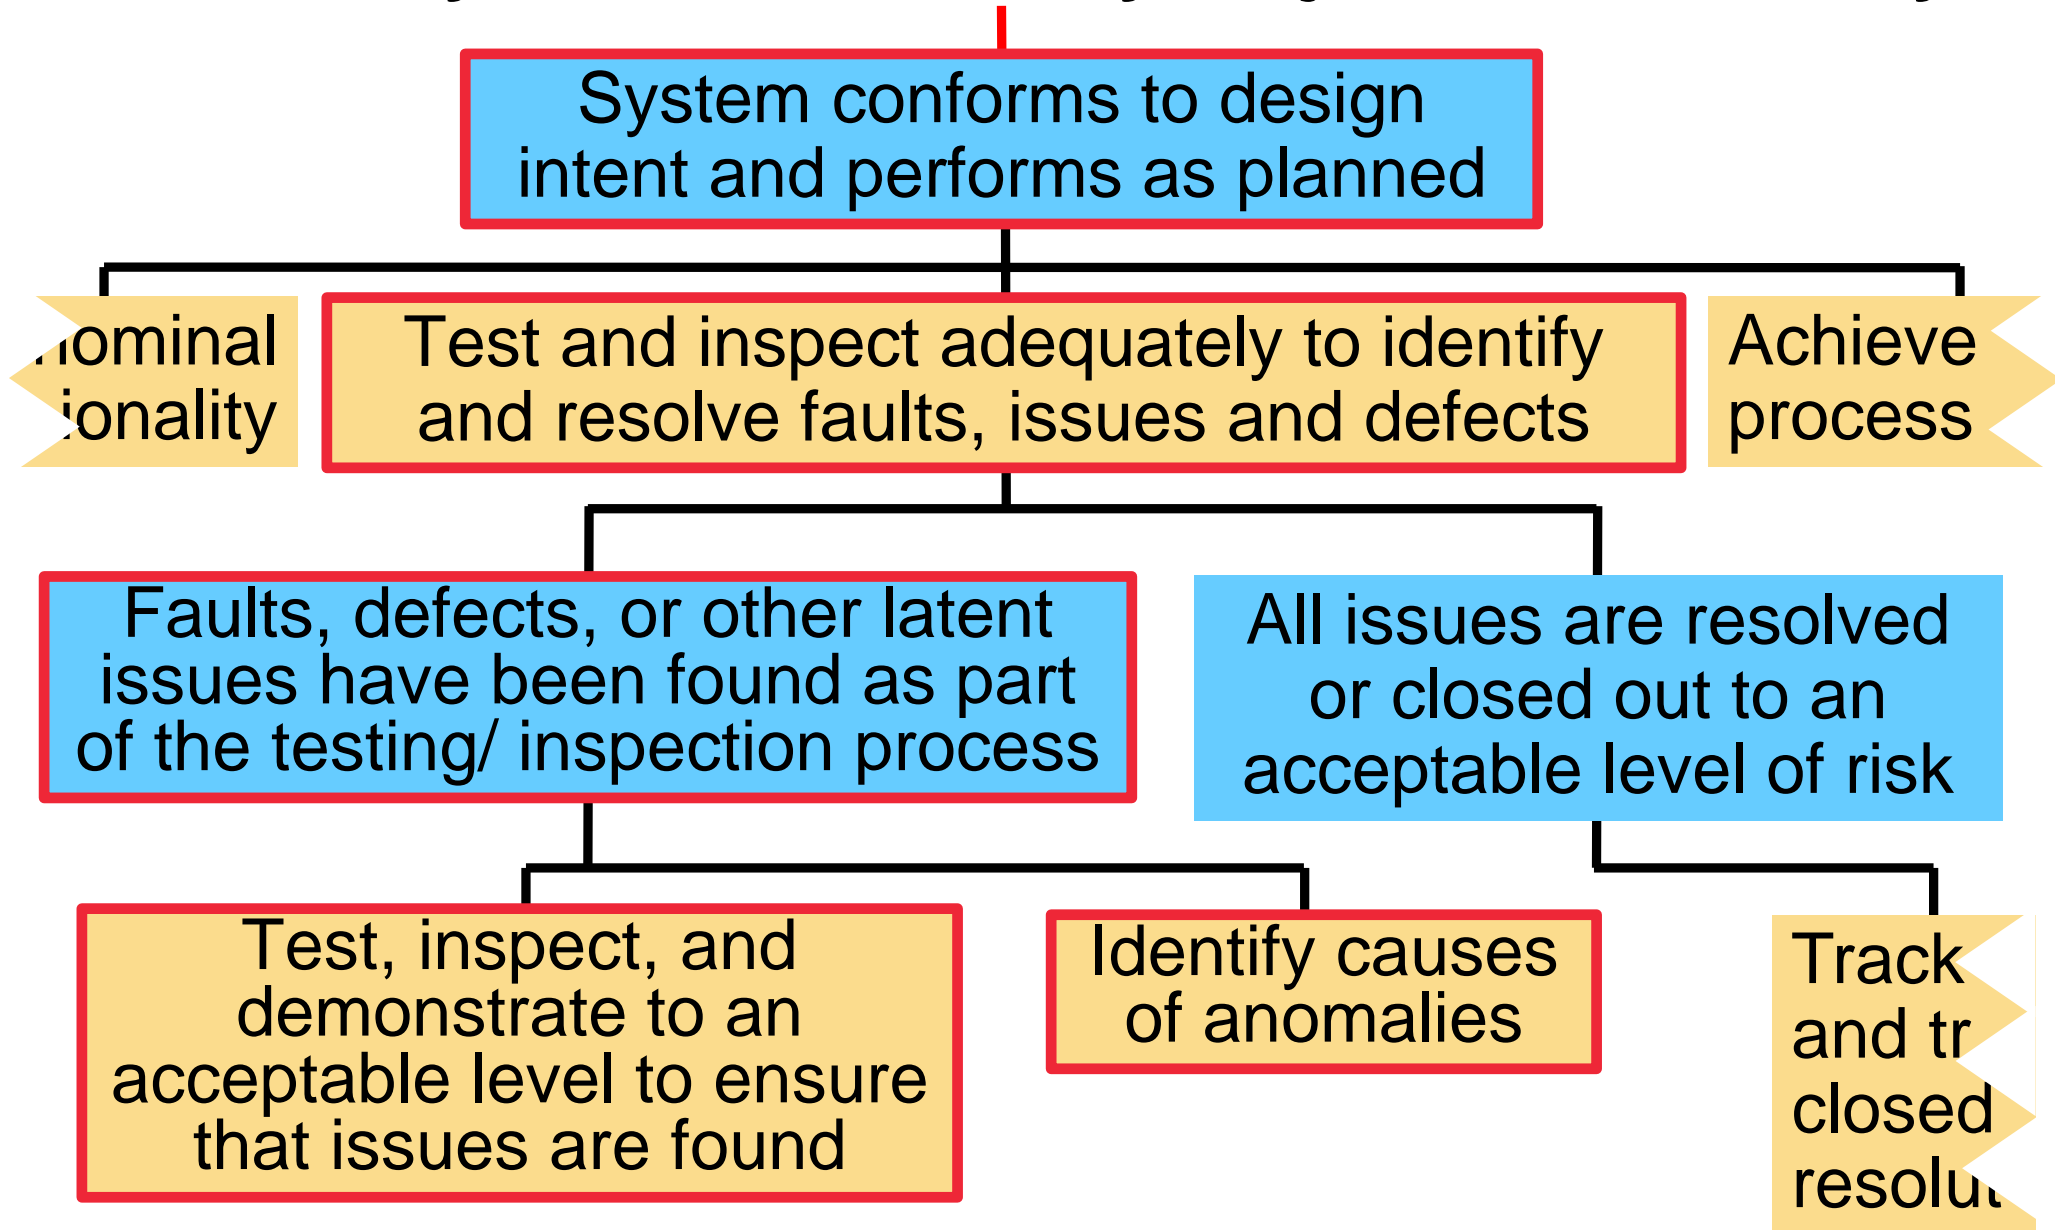 System conforms to design
intent and performs as planned
ionality
Test and inspect adequately to identify
and resolve faults, issues and defects
Achieve
process
Faults, defects, or other latent
issues have been found as part
of the testing/ inspection process
All issues are resolved
or closed out to an
acceptable level of risk
Test, inspect, and
demonstrate to an
acceptable level to ensure
that issues are found
Identify causes
of anomalies
Track
and tr
closed
resolut